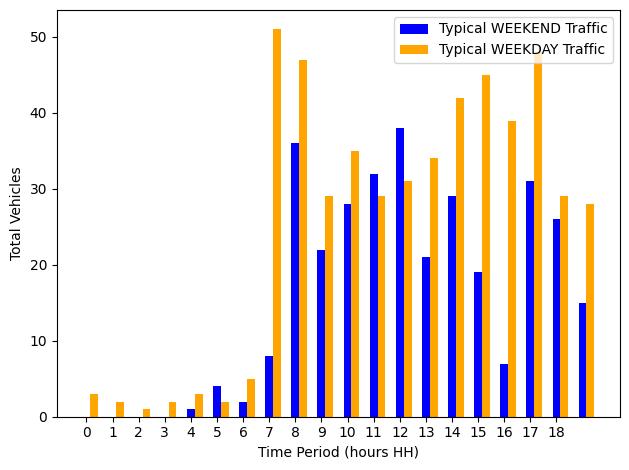 Typical WEEKEND Traffic
Typical WEEKDAY Traffic
50
40
30
20
10
0
Total Vehicles
0 1 2 3 4 5 6 7 8 9 10 11 12 13 14 15 16 17 18
Time Period (hours HH)